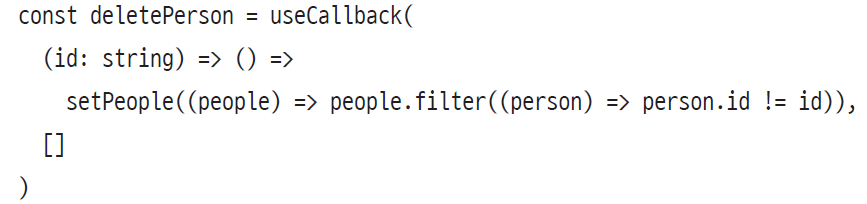 const deletePerson = useCallback(
(id: string) => () =>
setPeople((people) => people.filter((person) => person.id != id)),
[]
)